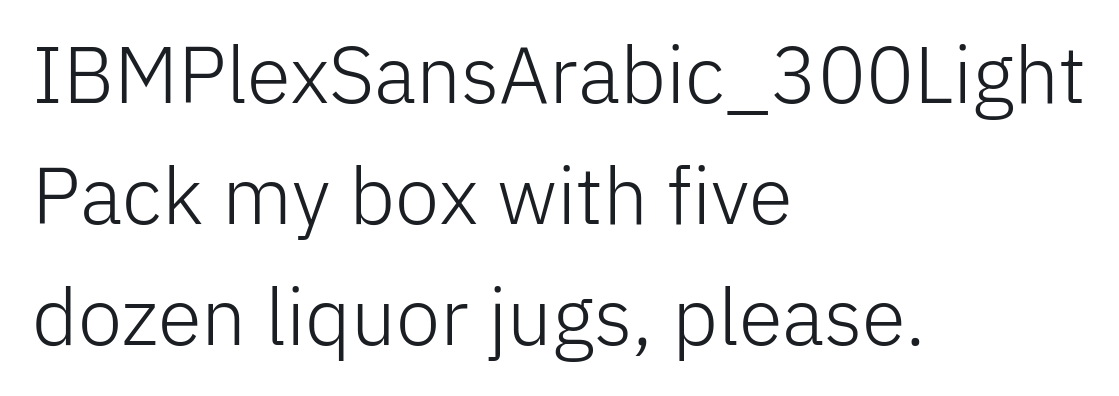 IBMPlexSansArabic_300Light
Pack my box with five
dozen liquor jugs, please.